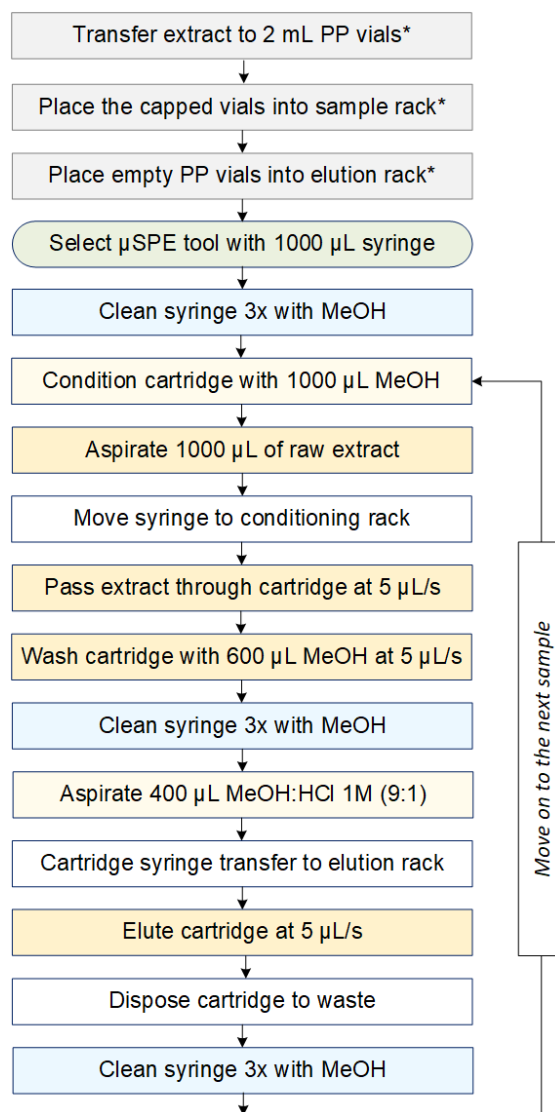 Transfer extract to 2 mL PP vials*
Place the capped vials into sample rack*
Place empty PP vials into elution rack*
Select µSPE tool with 1000 µL syringe
Clean syringe 3x with MeOH
Condition cartridge with 1000 µL MeOH
Aspirate 1000 µL of raw extract
Move syringe to conditioning rack
Pass extract through cartridge at 5 µL/s
Wash cartridge with 600 µL MeOH at 5 µL/s
Clean syringe 3x with MeOH
Aspirate 400 µL MeOH:HCl 1M (9:1)
Cartridge syringe transfer to elution rack
Elute cartridge at 5 µL/s
Dispose cartridge to waste
Clean syringe 3x with MeOH
Move on to the next sample